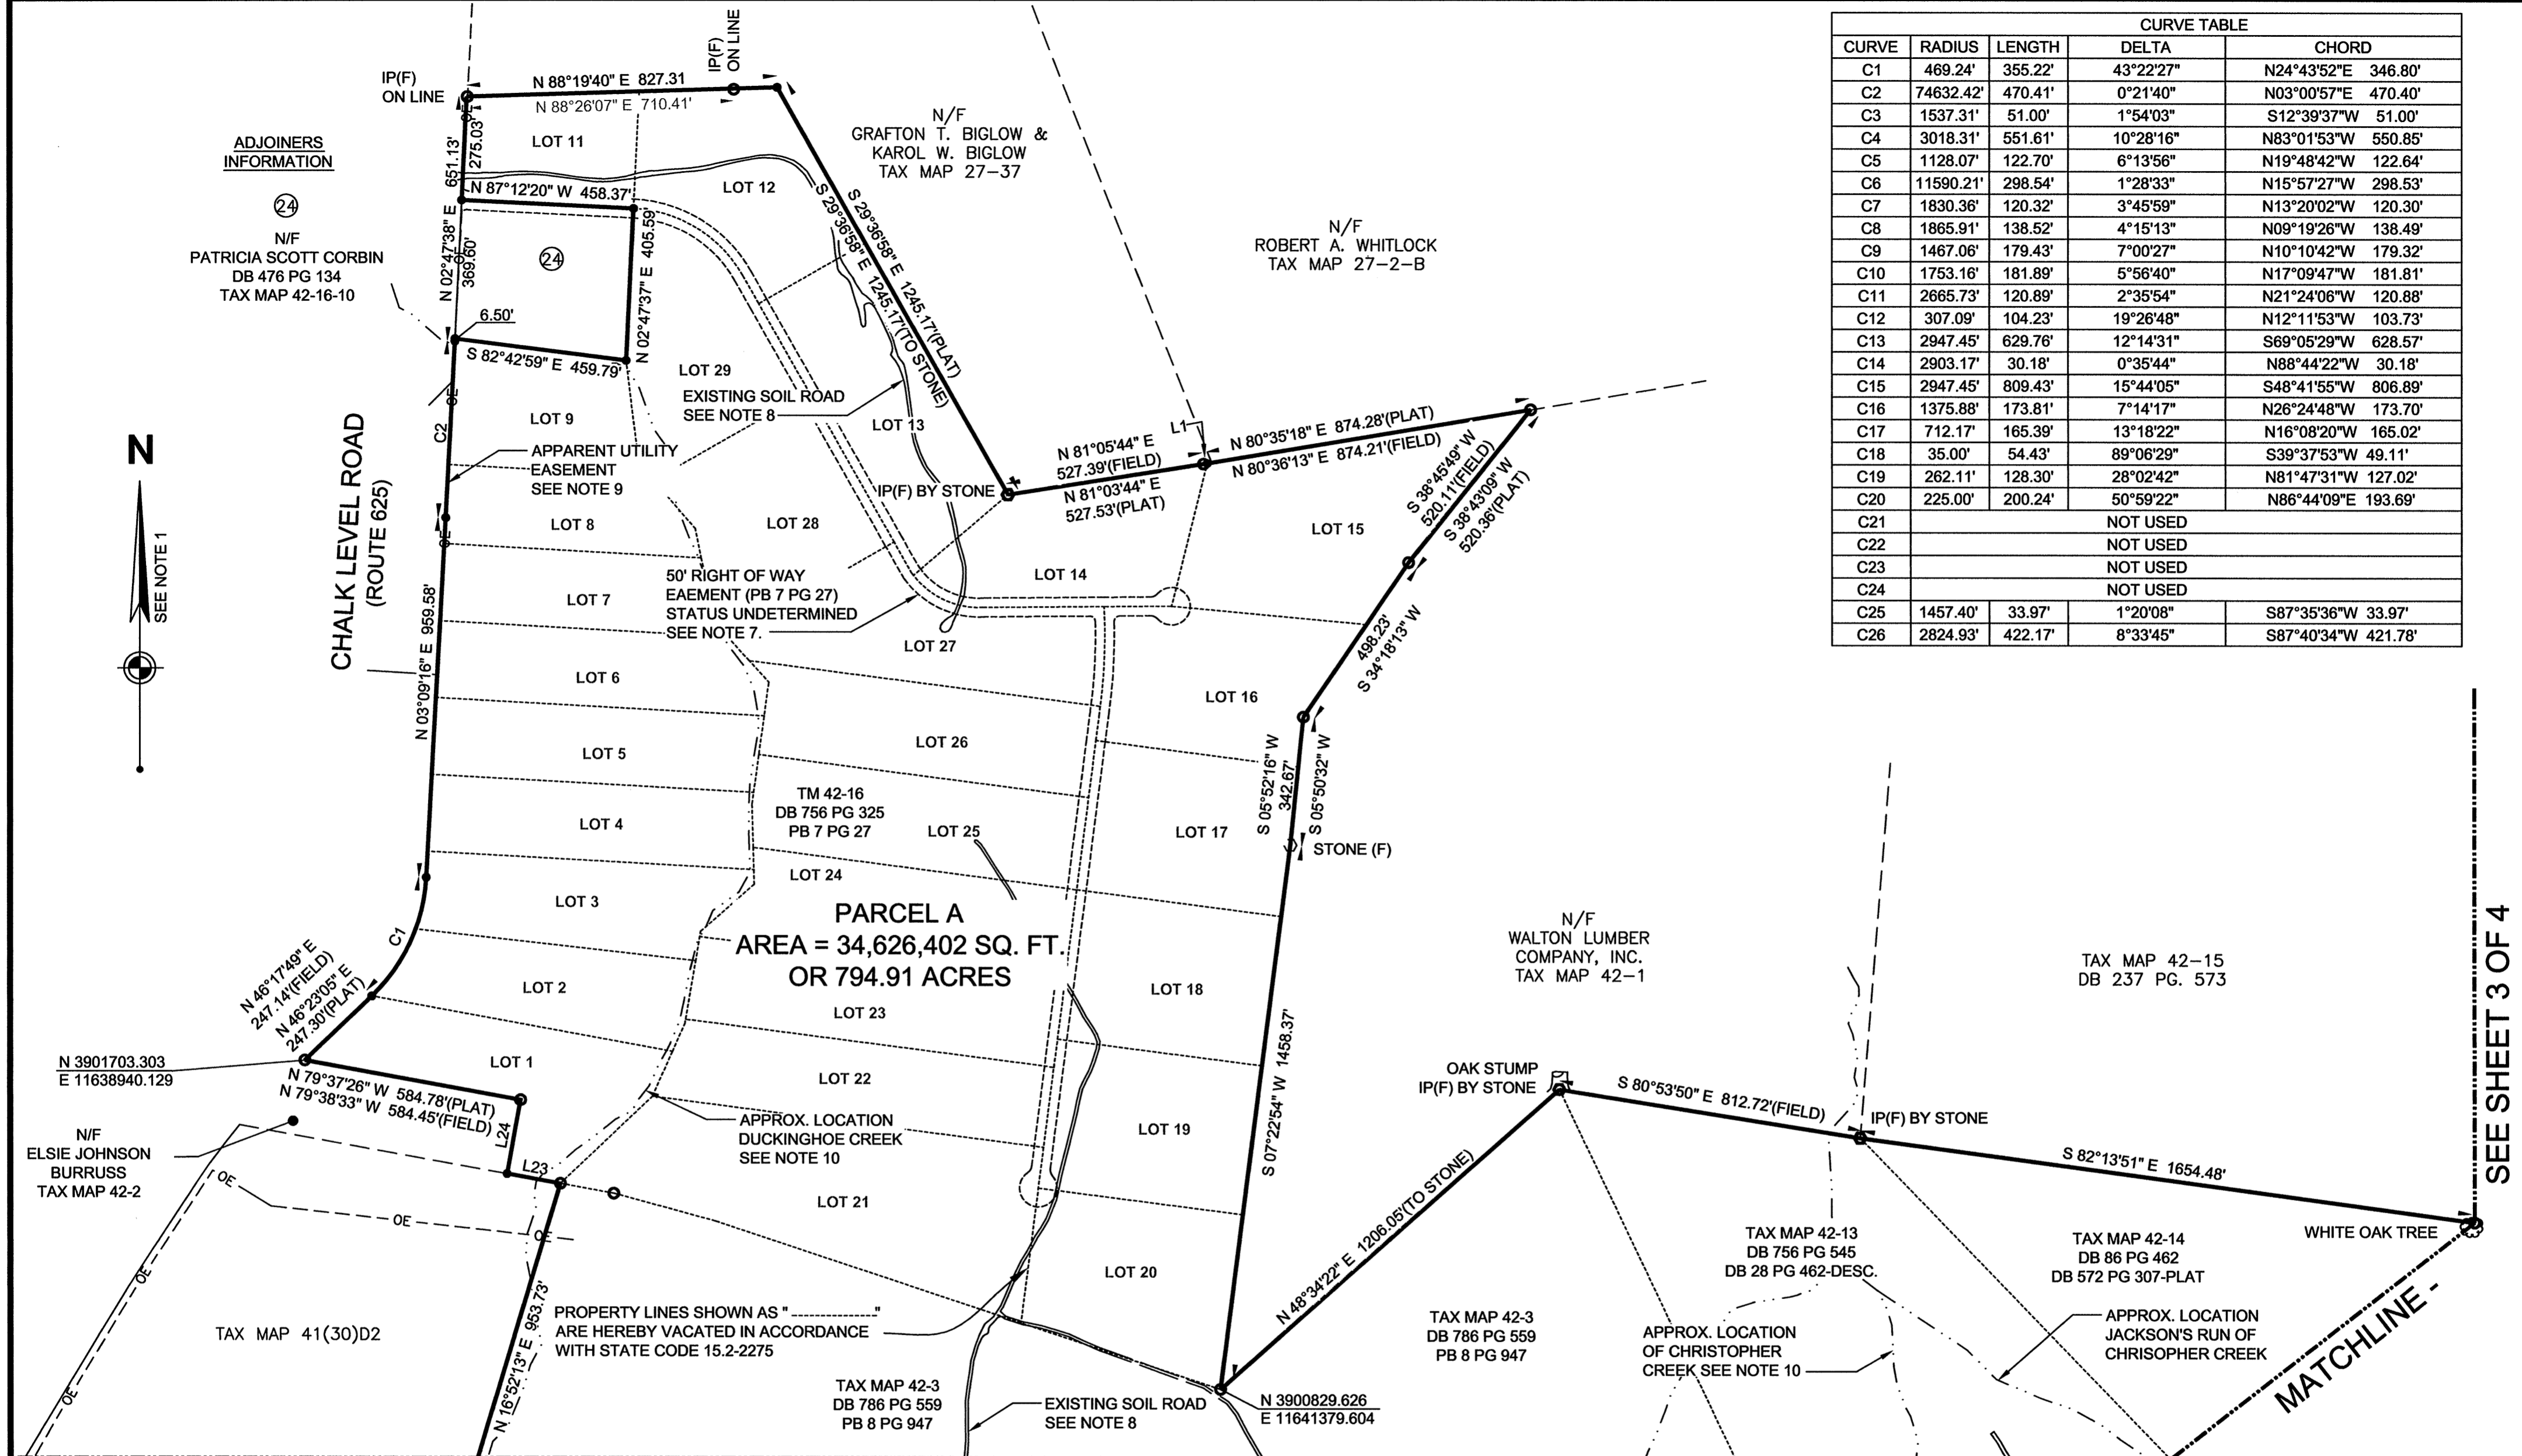 CURVE TABLE
CURVE RADIUS LENGTH DELTA CHORD
C1 469.24' 355.22' 43°22'27" N24°43'52"E 346.80'
C2 74632.42' 470.41' 0°21'40" N03°00'57"E 470.40'
C3 1537.31' 51.00' 1°54'03" S12°39'37"W 51.00'
C4 3018.31' 551.61' 10°28'16" N83°01'53"W 550.85'
C5 1128.07' 122.70' 6°13'56" N19°48'42"W 122.64'
C6 11590.21' 298.54' 1°28'33" N15°57'27"W 298.53'
C7 1830.36' 120.32' 3°45'59" N13°20'02"W 120.30'
C8 1865.91' 138.52' 4°15'13" N09°19'26"W 138.49'
C9 1467.06' 179.43' 7°00'27" N10°10'42"W 179.32'
C10 1753.16' 181.89' 5°56'40" N17°09'47"W 181.81'
C11 2665.73' 120.89' 2°35'54" N21°24'06"W 120.88'
C12 307.09' 104.23' 19°26'48" N12°11'53"W 103.73'
C13 2947.45' 629.76' 12°14'31" S69°05'29"W 628.57'
C14 2903.17' 30.18' 0°35'44" N88°44'22"W 30.18'
C15 2947.45' 809.43' 15°44'05" S48°41'55"W 806.89'
C16 1375.88' 173.81' 7°14'17" N26°24'48"W 173.70'
C17 712.17' 165.39' 13°18'22" N16°08'20"W 165.02'
C18 35.00' 54.43' 89°06'29" S39°37'53"W 49.11'
C19 262.11' 128.30' 28°02'42" N81°47'31"W 127.02'
C20 225.00' 200.24' 50°59'22" N86°44'09"E 193.69'
C21 NOT USED
C22 NOT USED
C23 NOT USED
C24 NOT USED
C25 1457.40' 33.97' 1°20'08" S87°35'36"W 33.97'
C26 2824.93' 422.17' 8°33'45" S87°40'34"W 421.78'
IP(F)
ON LINE
N 88°19'40" E 827.31
N 88°26'07" E 710.41'
IP(F)
ON LINE
ADJOINERS
INFORMATION
24
N/F
PATRICIA SCOTT CORBIN
DB 476 PG 134
TAX MAP 42-16-10
N 02°47'38" E 651.13'
275.03'
369.60'
OE
OE
LOT 11
N 87°12'20" W 458.37'
24
N 02°47'37" E 405.59
6.50'
S 82°42'59" E 459.79'
LOT 12
S 29°36'58" E 1245.17'(PLAT)
S 29°36'58" E 1245.17'(TO STONE)
N/F
GRAFTON T. BIGLOW &
KAROL W. BIGLOW
TAX MAP 27-37
N/F
ROBERT A. WHITLOCK
TAX MAP 27-2-B
LOT 29
EXISTING SOIL ROAD
SEE NOTE 8
LOT 13
LOT 9
C2
OE
OE
APPARENT UTILITY
EASEMENT
SEE NOTE 9
CHALK LEVEL ROAD
(ROUTE 625)
N
SEE NOTE 1
L1
N 81°05'44" E
527.39'(FIELD)
N 81°03'44" E
527.53'(PLAT)
N 80°35'18" E 874.28'(PLAT)
N 80°36'13" E 874.21'(FIELD)
IP(F) BY STONE
S 38°45'49" W
520.11'(FIELD)
S 38°43'09" W
520.36'(PLAT)
LOT 8
LOT 28
LOT 15
LOT 14
50' RIGHT OF WAY
EAEMENT (PB 7 PG 27)
STATUS UNDETERMINED
SEE NOTE 7.
LOT 7
LOT 27
498.23'
S 34°18'13" W
N 03°09'16" E 959.58'
LOT 6
LOT 16
LOT 5
LOT 26
S 05°52'16" W
342.67'
S 05°50'32" W
TM 42-16
DB 756 PG 325
PB 7 PG 27
LOT 4
LOT 25
LOT 17
STONE (F)
LOT 24
LOT 3
PARCEL A
AREA = 34,626,402 SQ. FT.
OR 794.91 ACRES
C1
N 46°17'49" E
247.14'(FIELD)
N 46°23'05" E
247.30'(PLAT)
LOT 2
LOT 23
LOT 18
N/F
WALTON LUMBER
COMPANY, INC.
TAX MAP 42-1
TAX MAP 42-15
DB 237 PG. 573
SEE SHEET 3 OF 4
N 3901703.303
E 11638940.129
LOT 1
N 79°37'26" W 584.78'(PLAT)
N 79°38'33" W 584.45'(FIELD)
L24
L23
LOT 22
S 07°22'54" W 1458.37'
OAK STUMP
IP(F) BY STONE
S 80°53'50" E 812.72'(FIELD)
IP(F) BY STONE
S 82°13'51" E 1654.48'
N/F
ELSIE JOHNSON
BURRUSS
TAX MAP 42-2
APPROX. LOCATION
DUCKINGHOE CREEK
SEE NOTE 10
LOT 19
LOT 21
OE
OE
OE
OE
OE
N 48°34'22" E 1206.05'(TO STONE)
TAX MAP 42-13
DB 756 PG 545
DB 28 PG 462-DESC.
TAX MAP 42-14
DB 86 PG 462
DB 572 PG 307-PLAT
WHITE OAK TREE
LOT 20
N 16°52'13" E 953.73'
PROPERTY LINES SHOWN AS "-------------"
ARE HEREBY VACATED IN ACCORDANCE
WITH STATE CODE 15.2-2275
TAX MAP 41(30)D2
TAX MAP 42-3
DB 786 PG 559
PB 8 PG 947
APPROX. LOCATION
OF CHRISTOPHER
CREEK SEE NOTE 10
APPROX. LOCATION
JACKSON'S RUN OF
CHRISOPHER CREEK
MATCHLINE -
TAX MAP 42-3
DB 786 PG 559
PB 8 PG 947
EXISTING SOIL ROAD
SEE NOTE 8
N 3900829.626
E 11641379.604